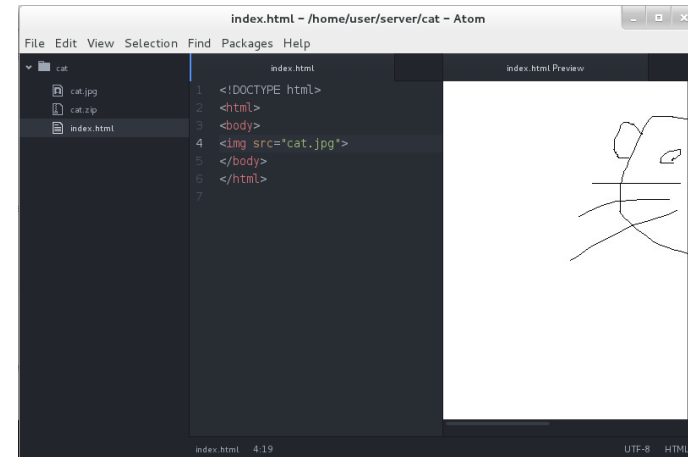 index.html - /home/user/server/cat - Atom
File Edit View Selection Find Packages Help
cat
cat.jpg
cat.zip
index.html
index.html
1 <!DOCTYPE html>
2 <html>
3 <body>
4 <img src="cat.jpg">
5 </body>
6 </html>
7
index.html Preview
index.html 4:19
UTF-8 HTML